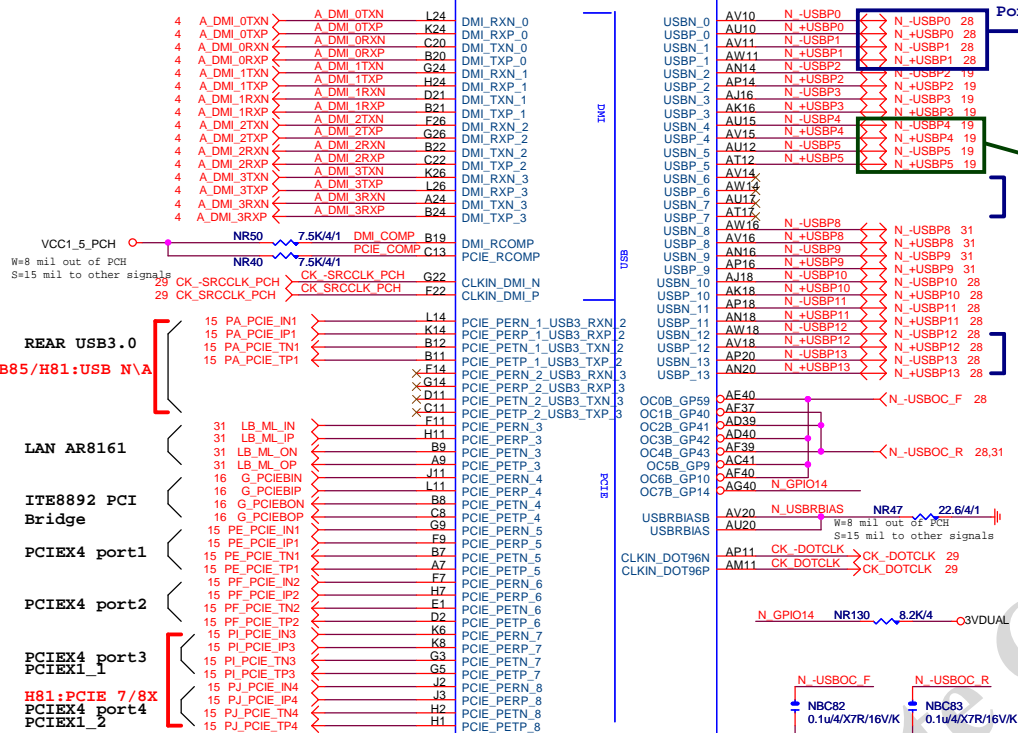 Po
4 A_DMI_0TXN A_DMI_0TXN L24 DMI_RXN_0
4 A_DMI_0TXP A_DMI_0TXP K24 DMI_RXP_0
4 A_DMI_0RXN A_DMI_0RXN C20 DMI_TXN_0
4 A_DMI_0RXP A_DMI_0RXP B20 DMI_TXP_0
4 A_DMI_1TXN A_DMI_1TXN G24 DMI_RXN_1
4 A_DMI_1TXP A_DMI_1TXP H24 DMI_RXP_1
4 A_DMI_1RXN A_DMI_1RXN D21 DMI_TXN_1
4 A_DMI_1RXP A_DMI_1RXP B21 DMI_TXP_1
4 A_DMI_2TXN A_DMI_2TXN F26 DMI_RXN_2
4 A_DMI_2TXP A_DMI_2TXP G26 DMI_RXP_2
4 A_DMI_2RXN A_DMI_2RXN B22 DMI_TXN_2
4 A_DMI_2RXP A_DMI_2RXP C22 DMI_TXP_2
4 A_DMI_3TXN A_DMI_3TXN K26 DMI_RXN_3
4 A_DMI_3TXP A_DMI_3TXP L26 DMI_RXP_3
4 A_DMI_3RXN A_DMI_3RXN A24 DMI_TXN_3
4 A_DMI_3RXP A_DMI_3RXP B24 DMI_TXP_3
VCC1_5_PCH NR50 7.5K/4/1 DMI_COMP B19 DMI_RCOMP
NR40 7.5K/4/1 PCIE_COMP C13 PCIE_RCOMP
W=8 mil out of PCH
S=15 mil to other signals
29 CK_-SRCCLK_PCH CK_-SRCCLK_PCH G22 CLKIN_DMI_N
29 CK_SRCCLK_PCH CK_SRCCLK_PCH F22 CLKIN_DMI_P
REAR USB3.0
B85/H81:USB N\A
15 PA_PCIE_IN1 L14 PCIE_PERN_1_USB3_RXN_2
15 PA_PCIE_IP1 K14 PCIE_PERP_1_USB3_RXP_2
15 PA_PCIE_TN1 B12 PCIE_PETN_1_USB3_TXN_2
15 PA_PCIE_TP1 B11 PCIE_PETP_1_USB3_TXP_2
F14 PCIE_PERN_2_USB3_RXN_3
G14 PCIE_PERP_2_USB3_RXP_3
D11 PCIE_PETN_2_USB3_TXN_3
C11 PCIE_PETP_2_USB3_TXP_3
LAN AR8161
31 LB_ML_IN F11 PCIE_PERN_3
31 LB_ML_IP H11 PCIE_PERP_3
31 LB_ML_ON B9 PCIE_PETN_3
31 LB_ML_OP A9 PCIE_PETP_3
ITE8892 PCI
Bridge
16 G_PCIEBIN J11 PCIE_PERN_4
16 G_PCIEBIP L11 PCIE_PERP_4
16 G_PCIEBON B8 PCIE_PETN_4
16 G_PCIEBOP C8 PCIE_PETP_4
PCIEX4 port1
15 PE_PCIE_IN1 G9 PCIE_PERN_5
15 PE_PCIE_IP1 F9 PCIE_PERP_5
15 PE_PCIE_TN1 B7 PCIE_PETN_5
15 PE_PCIE_TP1 A7 PCIE_PETP_5
PCIEX4 port2
15 PF_PCIE_IN2 F7 PCIE_PERN_6
15 PF_PCIE_IP2 H7 PCIE_PERP_6
15 PF_PCIE_TN2 E1 PCIE_PETN_6
15 PF_PCIE_TP2 D2 PCIE_PETP_6
PCIEX4 port3
PCIEX1_1
15 PI_PCIE_IN3 K6 PCIE_PERN_7
15 PI_PCIE_IP3 K8 PCIE_PERP_7
15 PI_PCIE_TN3 G3 PCIE_PETN_7
15 PI_PCIE_TP3 G5 PCIE_PETP_7
H81:PCIE 7/8X
PCIEX4 port4
PCIEX1_2
15 PJ_PCIE_IN4 J2 PCIE_PERN_8
15 PJ_PCIE_IP4 J3 PCIE_PERP_8
15 PJ_PCIE_TN4 H2 PCIE_PETN_8
15 PJ_PCIE_TP4 H1 PCIE_PETP_8
DMI
USB
PCIE
USBN_0 AV10 N_-USBP0 N_-USBP0 28
USBP_0 AU10 N_+USBP0 N_+USBP0 28
USBN_1 AV11 N_-USBP1 N_-USBP1 28
USBP_1 AW11 N_+USBP1 N_+USBP1 28
USBN_2 AN14 N_-USBP2 N_-USBP2 19
USBP_2 AP14 N_+USBP2 N_+USBP2 19
USBN_3 AJ16 N_-USBP3 N_-USBP3 19
USBP_3 AK16 N_+USBP3 N_+USBP3 19
USBN_4 AU15 N_-USBP4 N_-USBP4 19
USBP_4 AV15 N_+USBP4 N_+USBP4 19
USBN_5 AU12 N_-USBP5 N_-USBP5 19
USBP_5 AT12 N_+USBP5 N_+USBP5 19
USBN_6 AV14
USBP_6 AW14
USBN_7 AU17
USBP_7 AT17
USBN_8 AW16 N_-USBP8 N_-USBP8 31
USBP_8 AV16 N_+USBP8 N_+USBP8 31
USBN_9 AN16 N_-USBP9 N_-USBP9 31
USBP_9 AP16 N_+USBP9 N_+USBP9 31
USBN_10 AJ18 N_-USBP10 N_-USBP10 28
USBP_10 AK18 N_+USBP10 N_+USBP10 28
USBN_11 AP18 N_-USBP11 N_-USBP11 28
USBP_11 AN18 N_+USBP11 N_+USBP11 28
USBN_12 AW18 N_-USBP12 N_-USBP12 28
USBP_12 AV18 N_+USBP12 N_+USBP12 28
USBN_13 AP20 N_-USBP13 N_-USBP13 28
USBP_13 AN20 N_+USBP13 N_+USBP13 28
OC0B_GP59 AE40 N_-USBOC_F 28
OC1B_GP40 AF37
OC2B_GP41 AD39
OC3B_GP42 AD40
OC4B_GP43 AF39 N_-USBOC_R 28,31
OC5B_GP9 AC41
OC6B_GP10 AF40
OC7B_GP14 AG40 N_GPIO14
USBRBIASB AV20 N_USBRBIAS NR47 22.6/4/1
USBRBIAS AU20
W=8 mil out of PCH
S=15 mil to other signals
CLKIN_DOT96N AP11 CK_-DOTCLK CK_-DOTCLK 29
CLKIN_DOT96P AM11 CK_DOTCLK CK_DOTCLK 29
N_GPIO14 NR130 8.2K/4 3VDUAL
N_-USBOC_F N_-USBOC_R
NBC82 NBC83
0.1u/4/X7R/16V/K 0.1u/4/X7R/16V/K